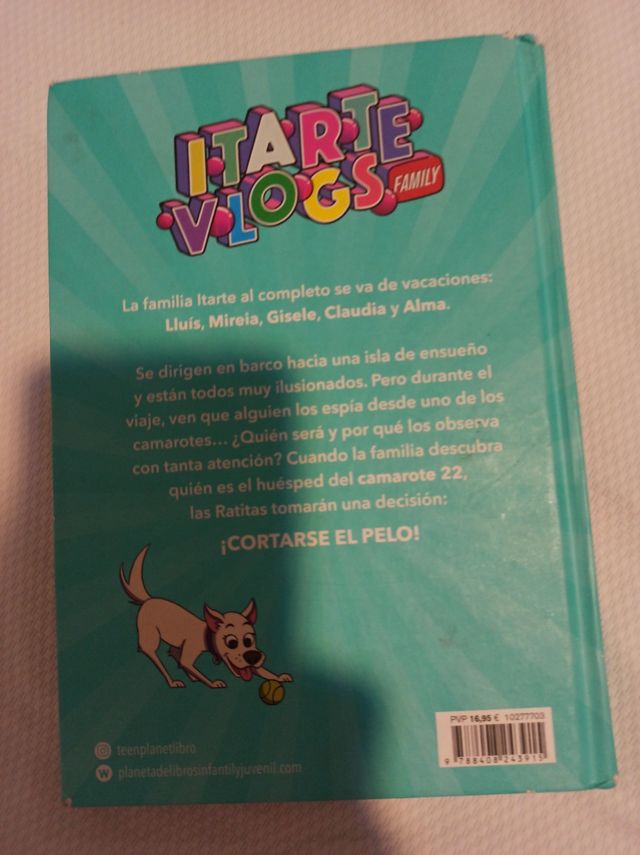 ITARTE
VLOGS FAMILY
La familia Itarte al completo se va de vacaciones:
Lluís, Mireia, Gisele, Claudia y Alma.
Se dirigen en barco hacia una isla de ensueño
y están todos muy ilusionados. Pero durante el
viaje, ven que alguien los espía desde uno de los
camarotes... ¿Quién será y por qué los observa
con tanta atención? Cuando la familia descubra
quién es el huésped del camarote 22,
las Ratitas tomarán una decisión:
¡CORTARSE EL PELO!
teenplanetlibro
planetadelibrosinfantilyjuvenil.com
PVP 16,95 € 10277703
9 788408 243915